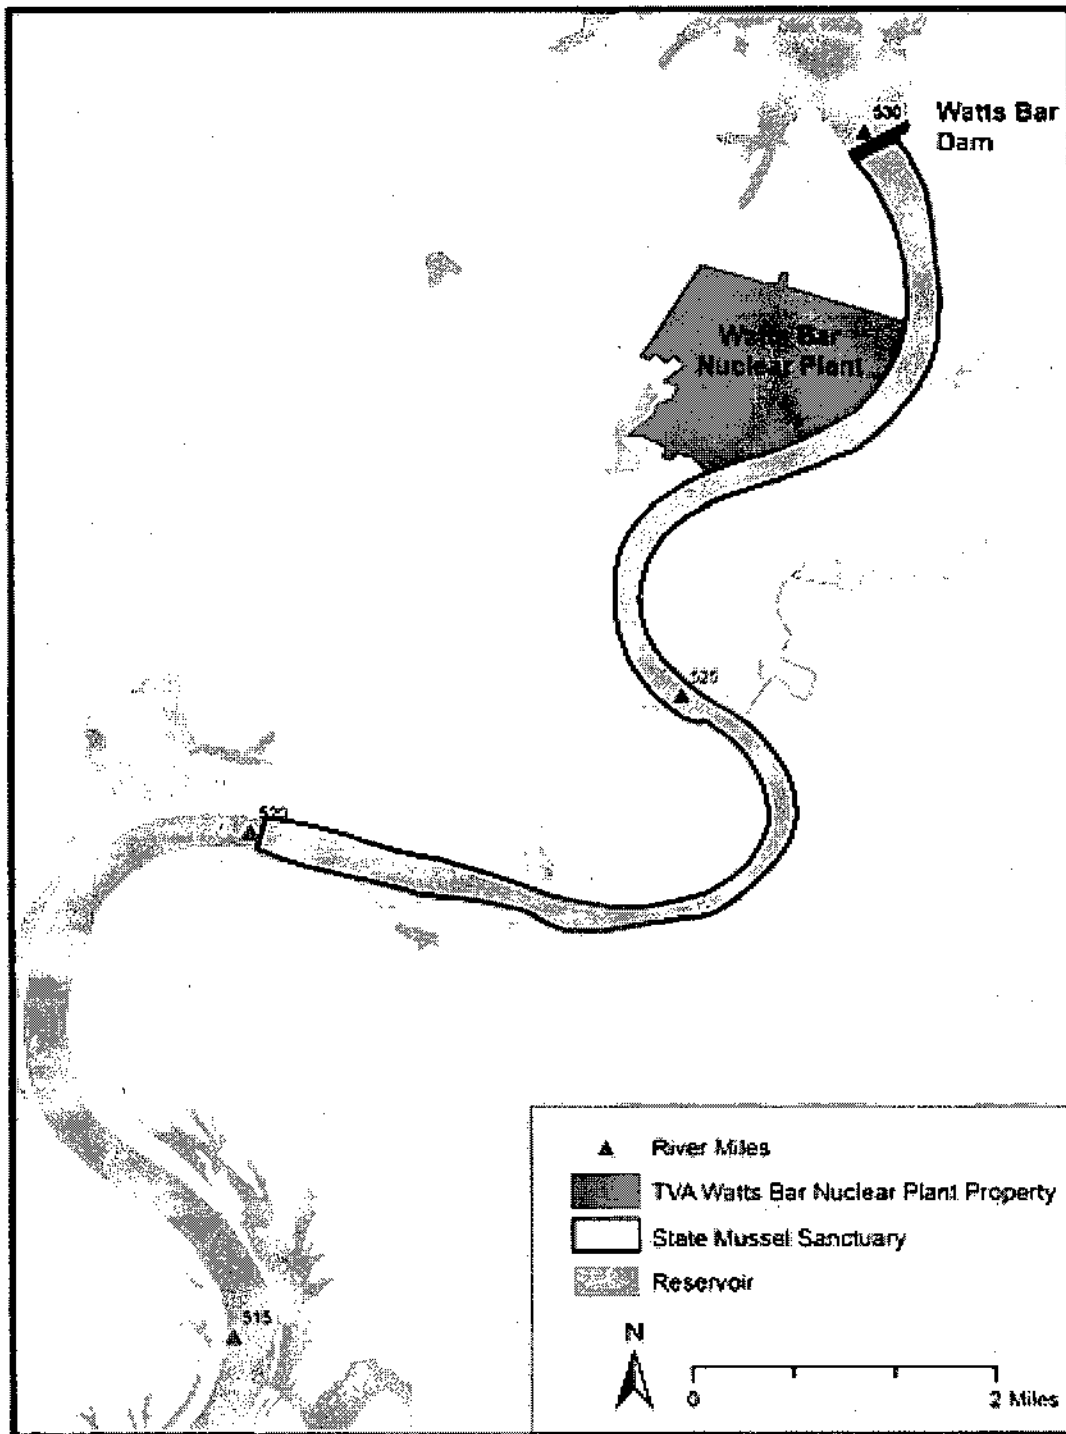 530
Watts Bar
Dam
Watts Bar
Nuclear Plant
525
520
515
River Miles
TVA Watts Bar Nuclear Plant Property
State Mussel Sanctuary
Reservoir
N
0
2 Miles